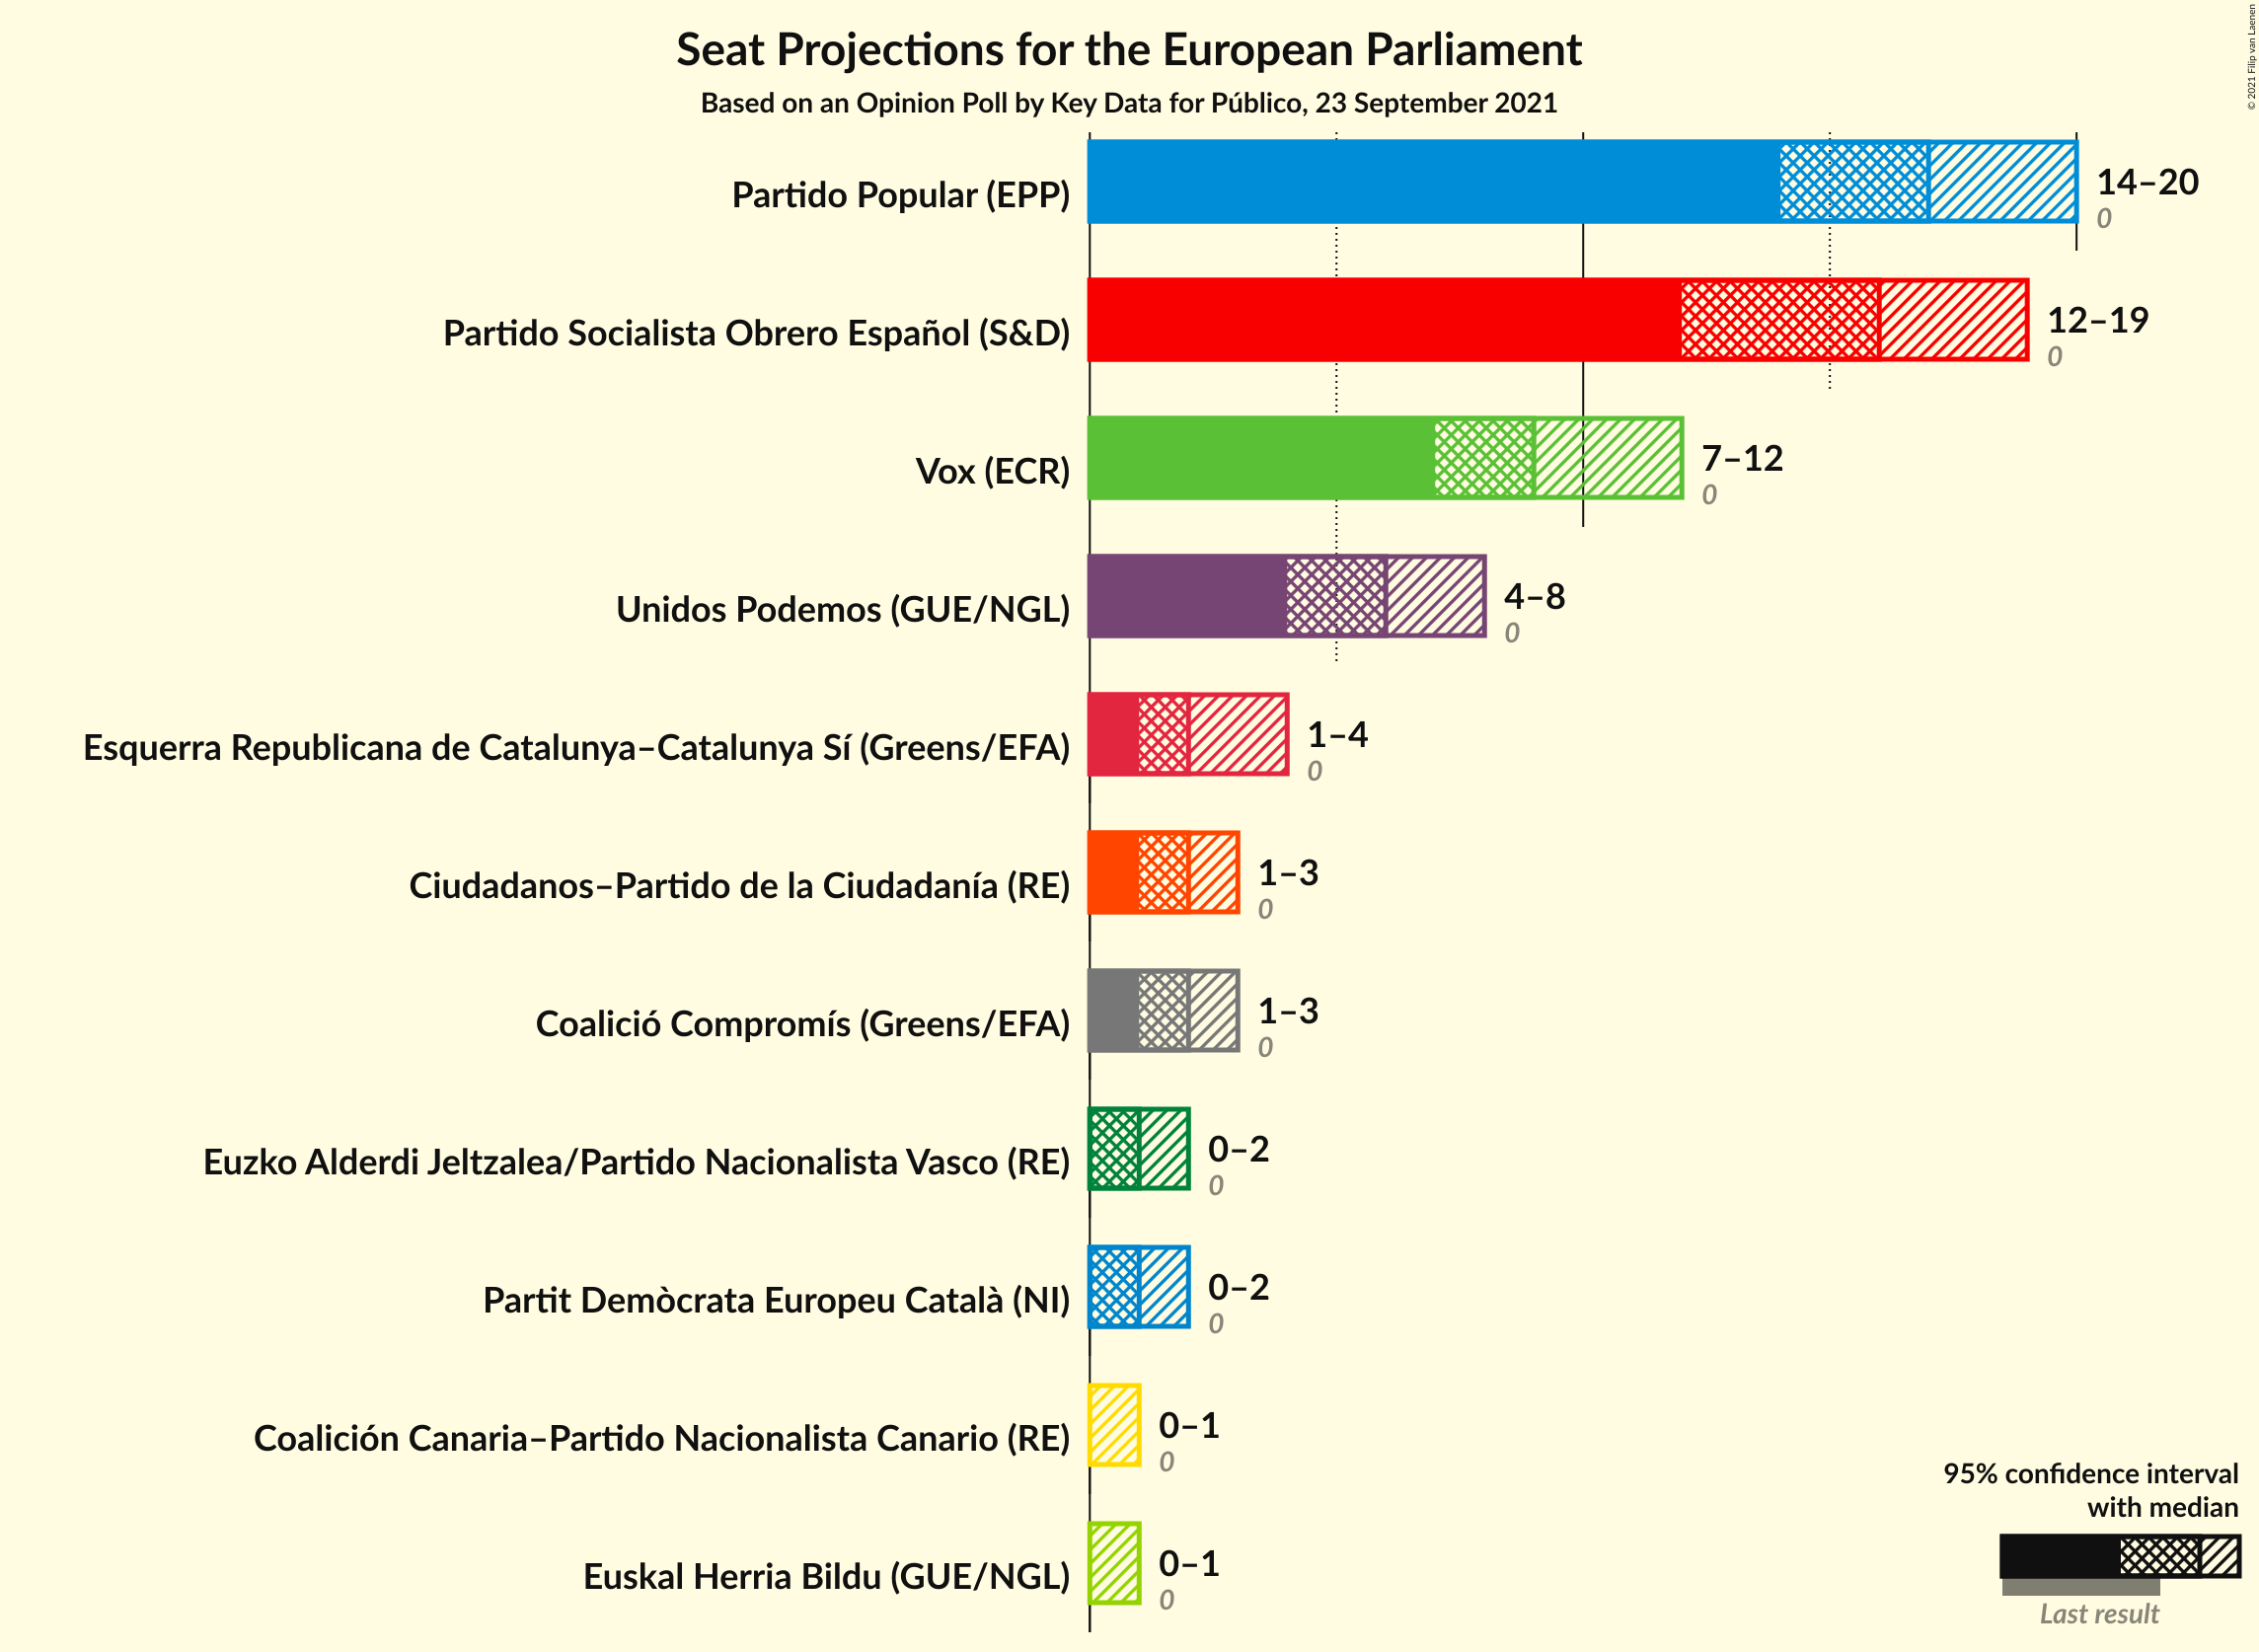 Seat Projections for the European Parliament
Based on an Opinion Poll by Key Data for Público, 23 September 2021
© 2021 Filip van Laenen
Partido Popular (EPP)
14–20
0
Partido Socialista Obrero Español (S&D)
12–19
0
Vox (ECR)
7–12
0
Unidos Podemos (GUE/NGL)
4–8
0
Esquerra Republicana de Catalunya–Catalunya Sí (Greens/EFA)
1–4
0
Ciudadanos–Partido de la Ciudadanía (RE)
1–3
0
Coalició Compromís (Greens/EFA)
1–3
0
Euzko Alderdi Jeltzalea/Partido Nacionalista Vasco (RE)
0–2
0
Partit Demòcrata Europeu Català (NI)
0–2
0
Coalición Canaria–Partido Nacionalista Canario (RE)
0–1
0
Euskal Herria Bildu (GUE/NGL)
0–1
0
95% confidence interval
with median
Last result